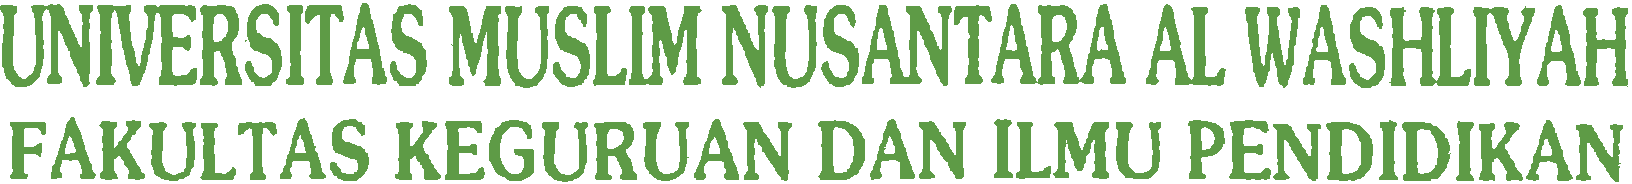 UNIVERSITAS MUSLIM NUSANTARA AL WASHLIYAH
FAKULTAS KEGURUAN DAN ILMU PENDIDIKAN